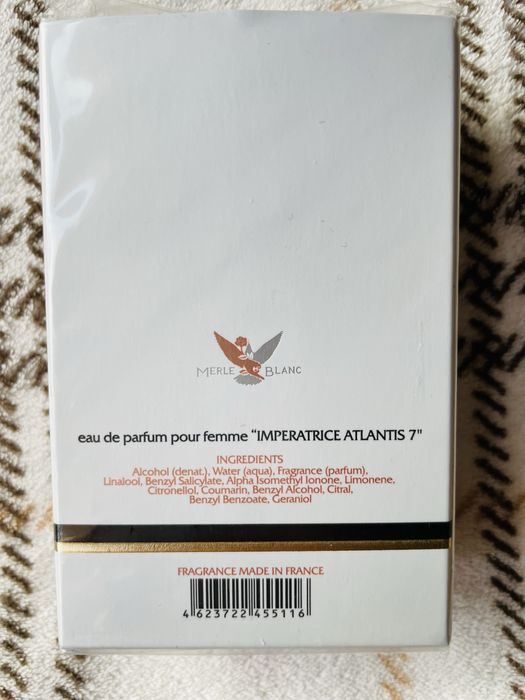 MERLE BLANC
eau de parfum pour femme "IMPERATRICE ATLANTIS 7"
INGREDIENTS
Alcohol (denat.), Water (aqua), Fragrance (parfum),
Linalool, Benzyl Salicylate, Alpha Isomethyl Ionone, Limonene,
Citronellol, Coumarin, Benzyl Alcohol, Citral,
Benzyl Benzoate, Geraniol
FRAGRANCE MADE IN FRANCE
4 623722 455116